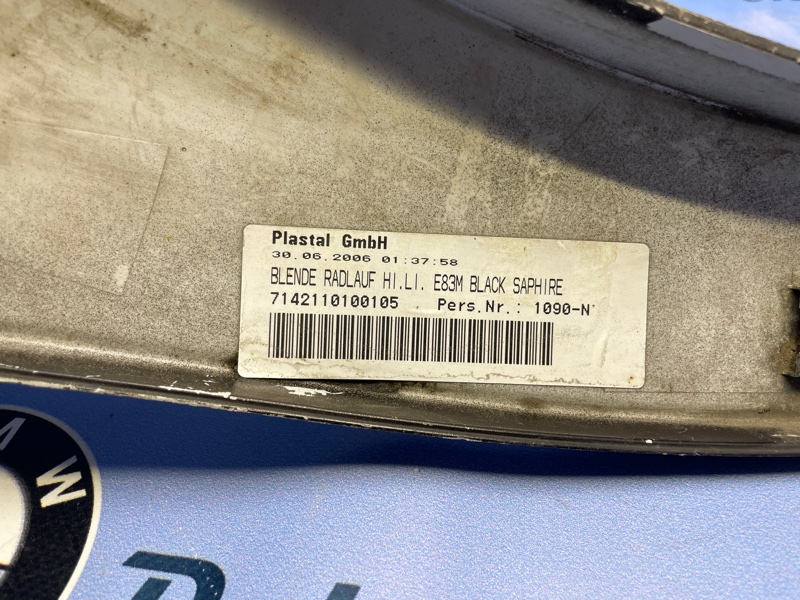 Plastal GmbH
30.06.2006 01:37:58
BLENDE RADLAUF HI.LI. E83M BLACK SAPHIRE
7142110100105 Pers.Nr.: 1090-N
M W